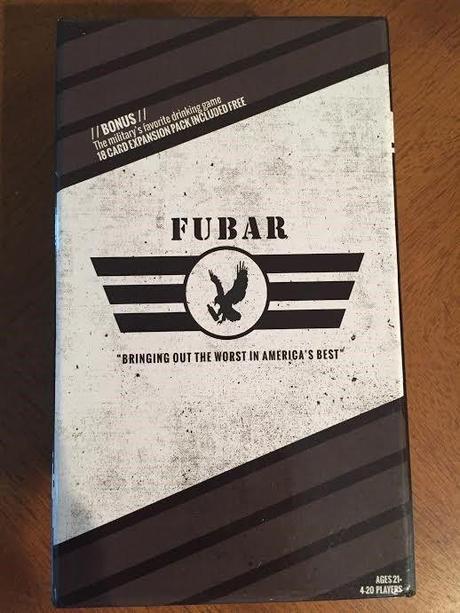 // BONUS //
The military's favorite drinking game
18 CARD EXPANSION PACK INCLUDED FREE
FUBAR
"BRINGING OUT THE WORST IN AMERICA'S BEST"
AGES 21-
4-20 PLAYERS